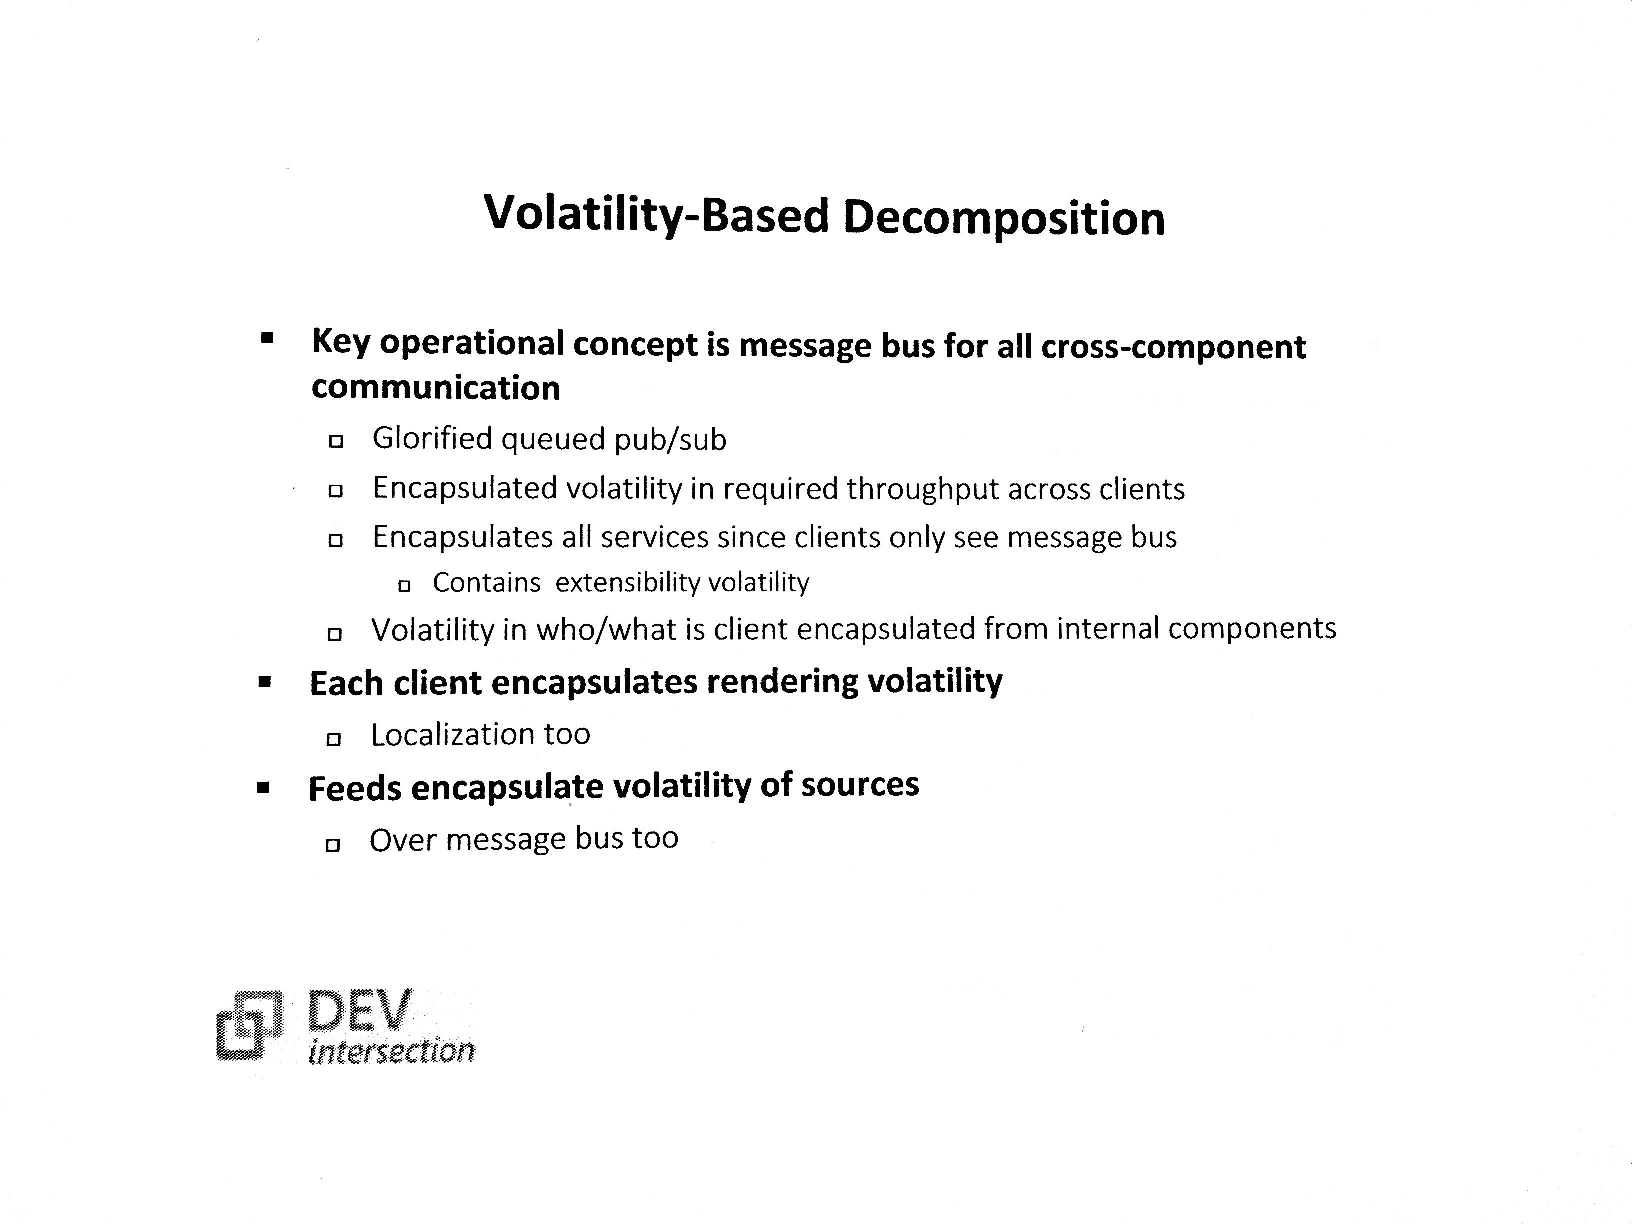 Volatility-Based Decomposition
▪ Key operational concept is message bus for all cross-component
communication
▫ Glorified queued pub/sub
▫ Encapsulated volatility in required throughput across clients
▫ Encapsulates all services since clients only see message bus
▫ Contains extensibility volatility
▫ Volatility in who/what is client encapsulated from internal components
▪ Each client encapsulates rendering volatility
▫ Localization too
▪ Feeds encapsulate volatility of sources
▫ Over message bus too
DEV
intersection